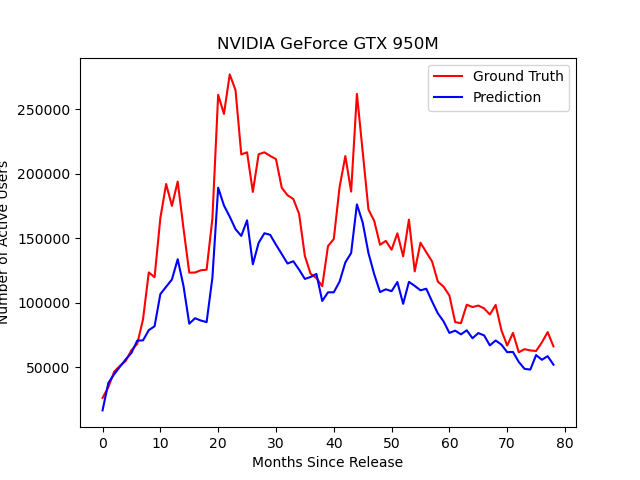 NVIDIA GeForce GTX 950M
Ground Truth
Prediction
Number of Active Users
250000
200000
150000
100000
50000
0 10 20 30 40 50 60 70 80
Months Since Release